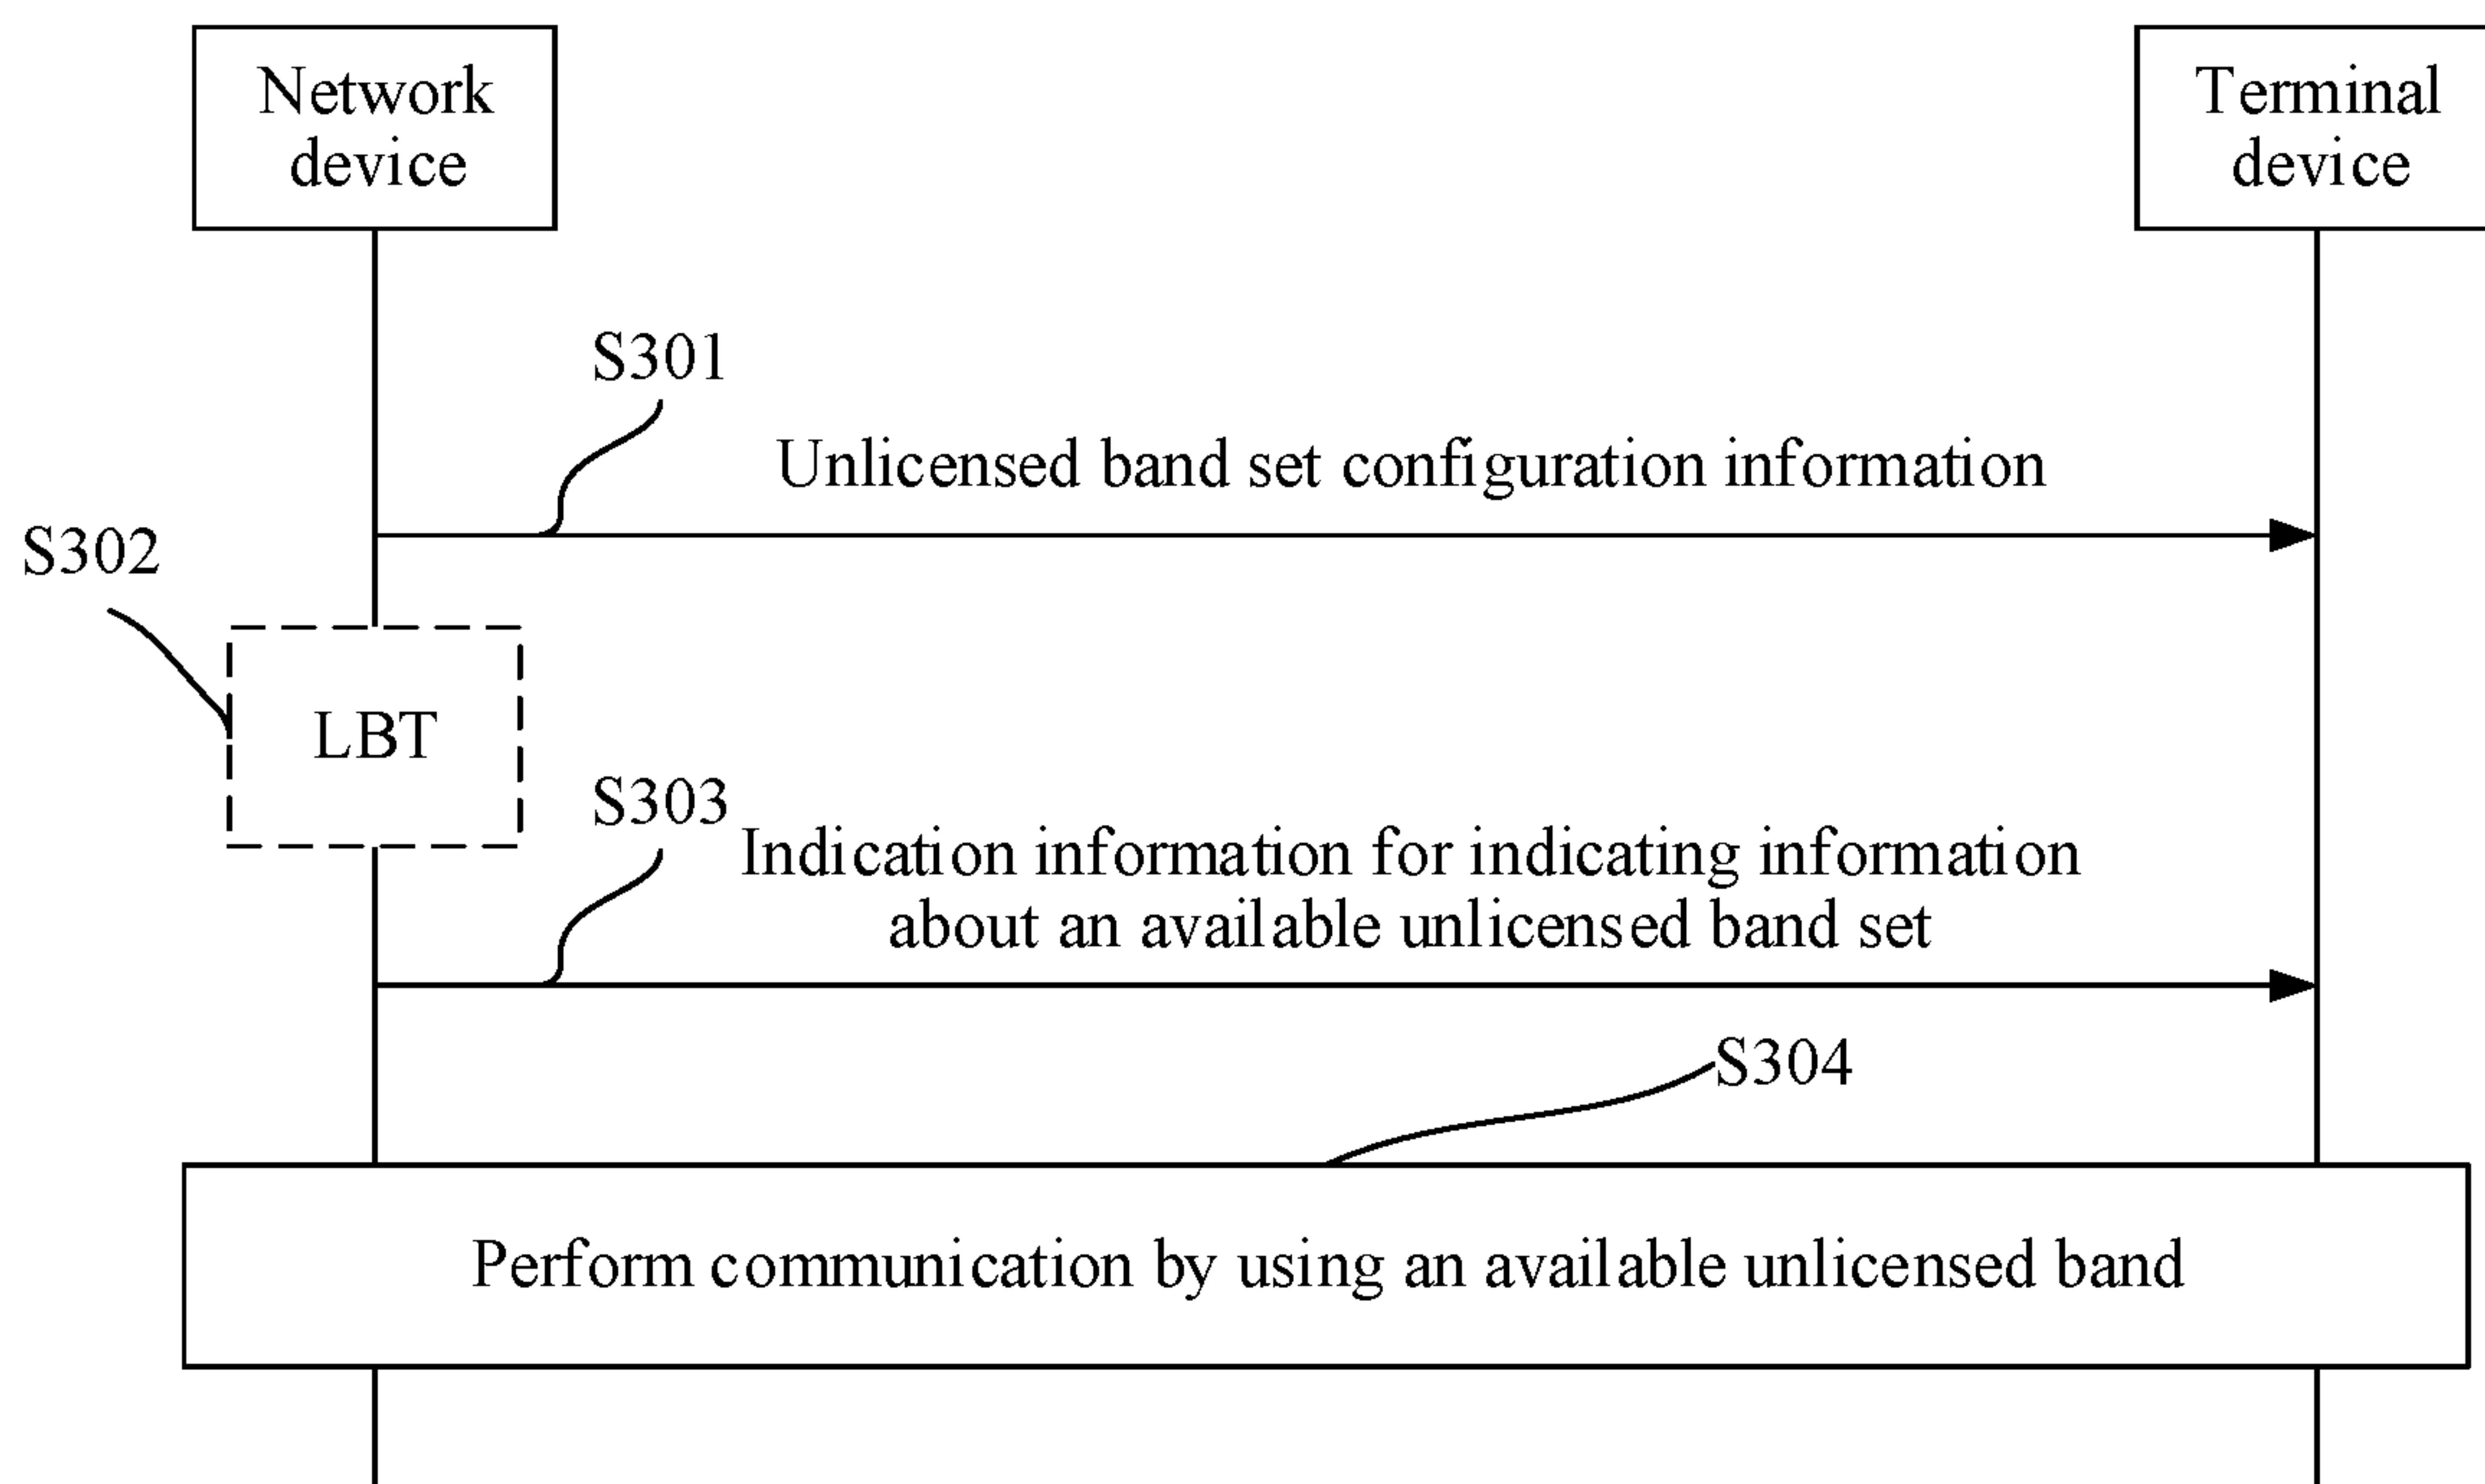 Network
device
Terminal
device
S301
Unlicensed band set configuration information
S302
LBT
S303
Indication information for indicating information
about an available unlicensed band set
S304
Perform communication by using an available unlicensed band